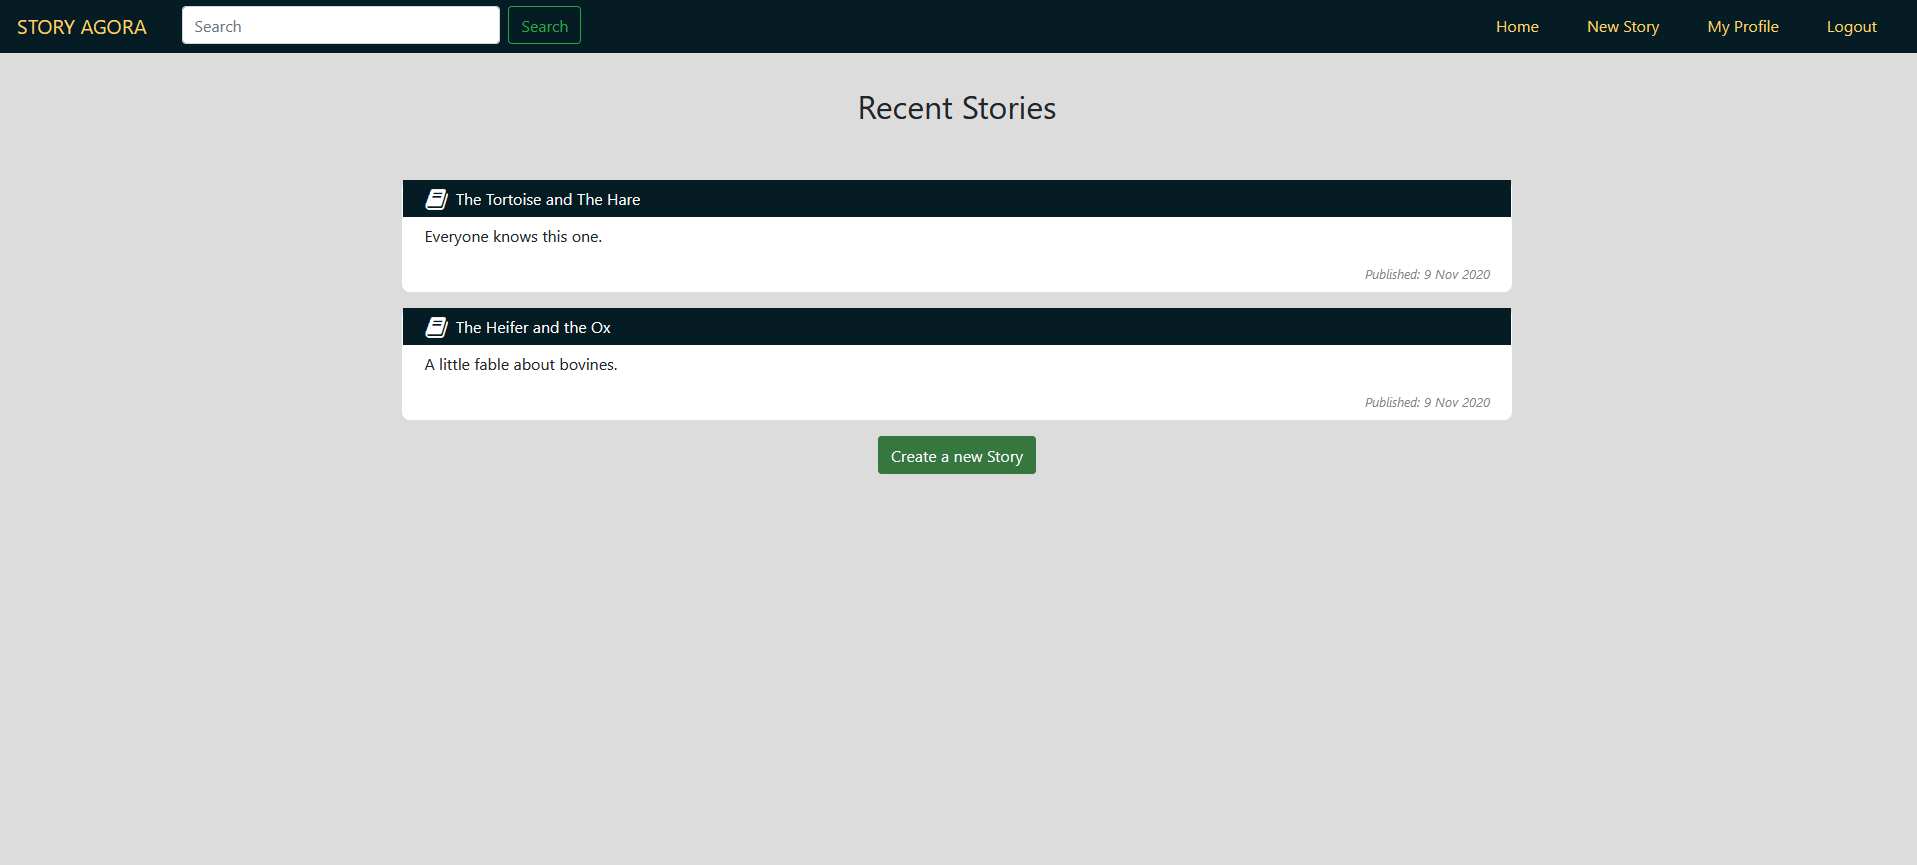 STORY AGORA Search Search Home New Story My Profile Logout
Recent Stories
The Tortoise and The Hare
Everyone knows this one.
Published: 9 Nov 2020
The Heifer and the Ox
A little fable about bovines.
Published: 9 Nov 2020
Create a new Story